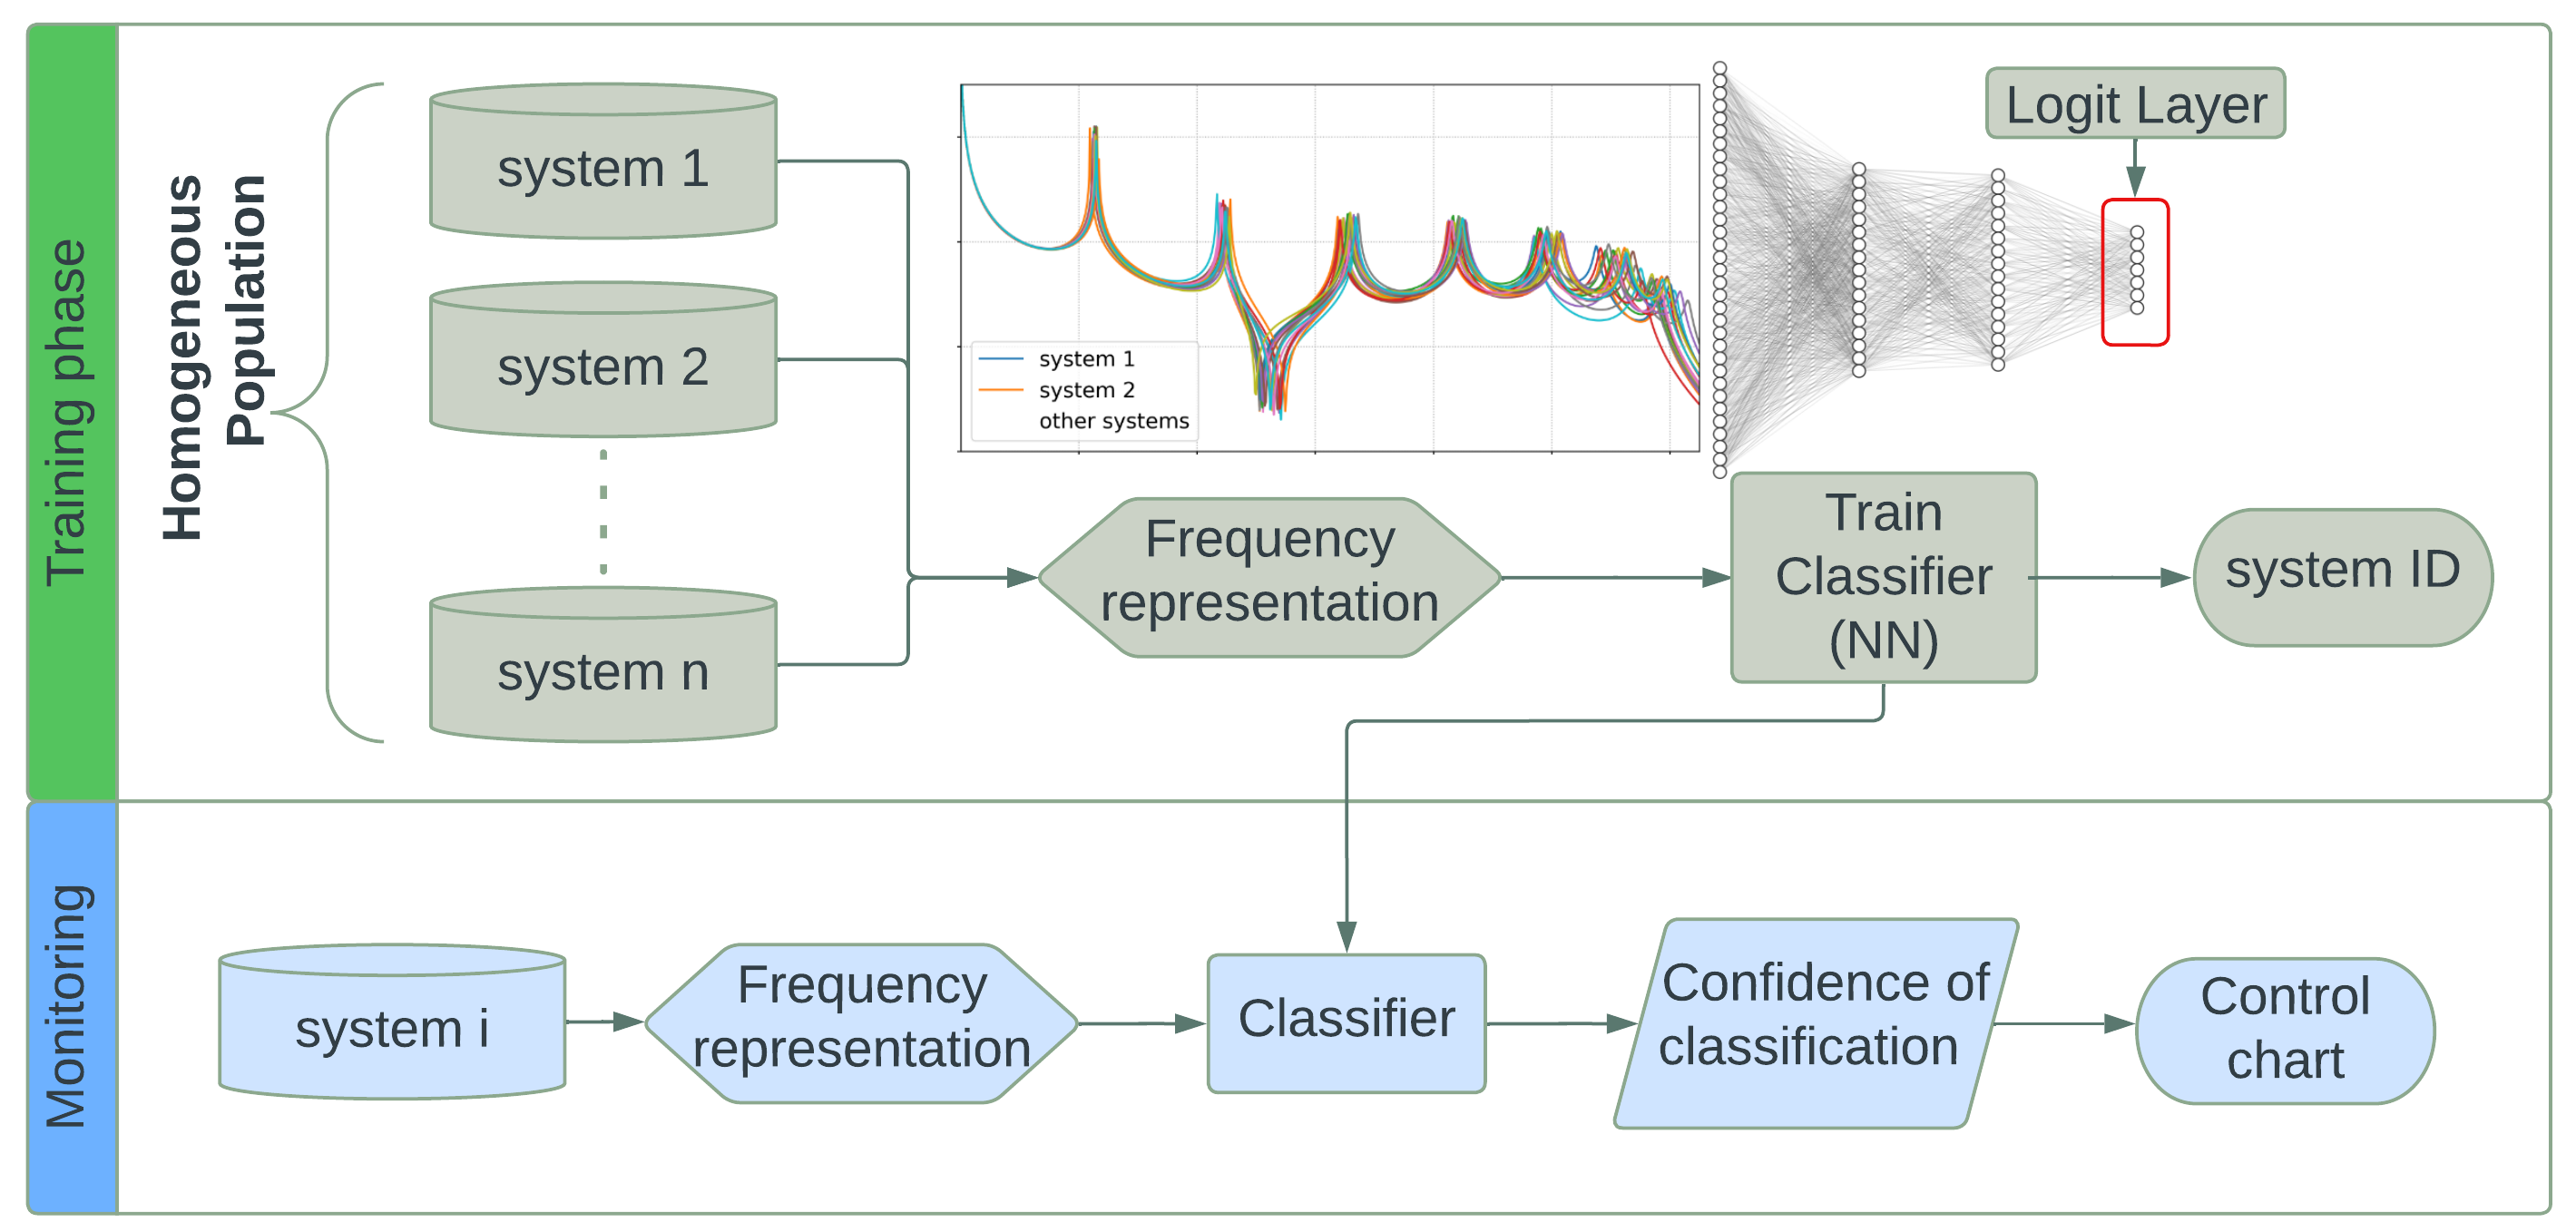 Training phase
Homogeneous
Population
system 1
system 2
system n
system 1
system 2
other systems
Logit Layer
Frequency
representation
Train
Classifier
(NN)
system ID
Monitoring
system i
Frequency
representation
Classifier
Confidence of
classification
Control
chart